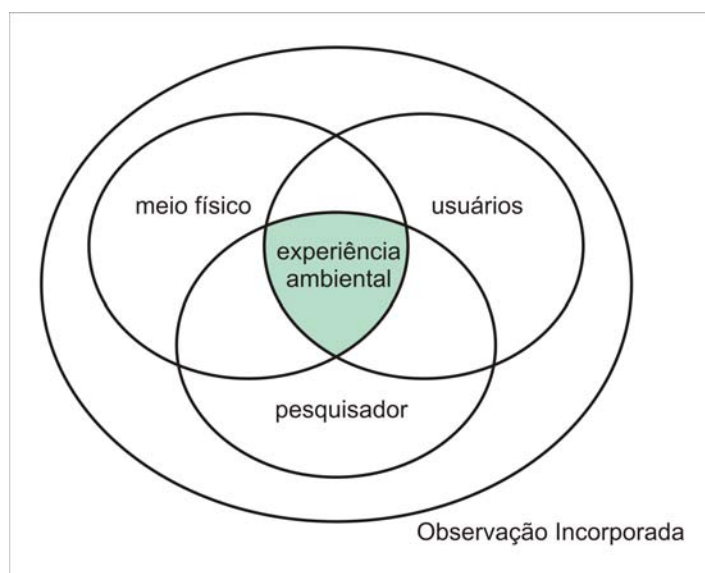 meio físico
usuários
experiência
ambiental
pesquisador
Observação Incorporada